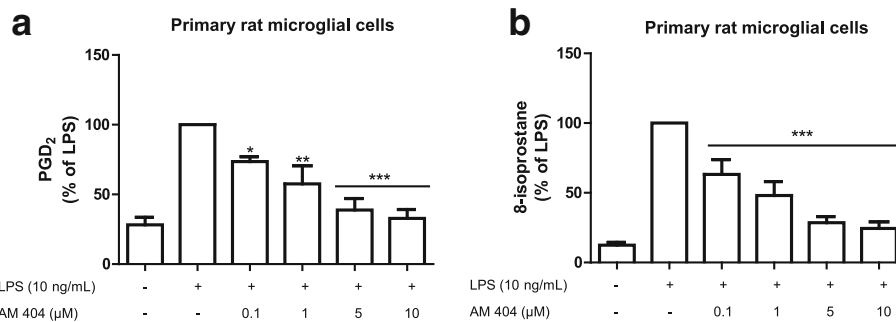 a
Primary rat microglial cells
150
100
50
0
PGD2
(% of LPS)
*
**
***
LPS (10 ng/mL) - + + + + +
AM 404 (µM) - - 0.1 1 5 10
b
Primary rat microglial cells
150
100
50
0
8-isoprostane
(% of LPS)
***
LPS (10 ng/mL) - + + + + +
AM 404 (µM) - - 0.1 1 5 10